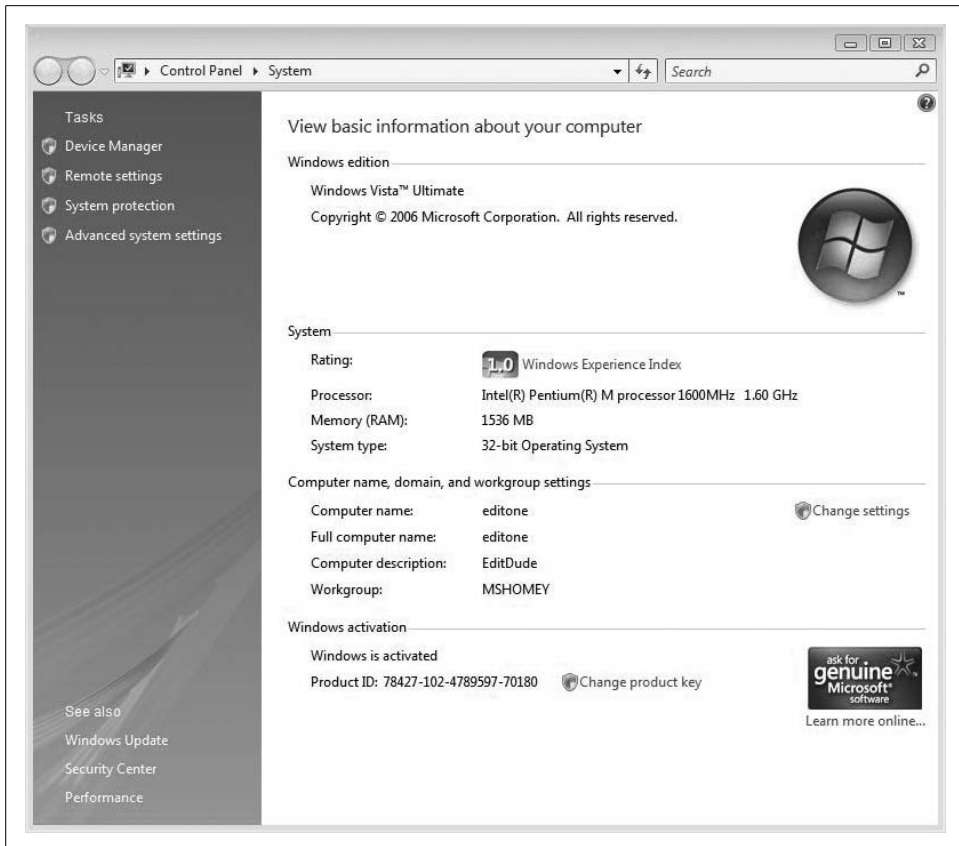 Control Panel System
Search
Tasks
Device Manager
Remote settings
System protection
Advanced system settings
See also
Windows Update
Security Center
Performance
View basic information about your computer
Windows edition
Windows Vista™ Ultimate
Copyright © 2006 Microsoft Corporation. All rights reserved.
TM
System
Rating: 1.0 Windows Experience Index
Processor: Intel(R) Pentium(R) M processor 1600MHz 1.60 GHz
Memory (RAM): 1536 MB
System type: 32-bit Operating System
Computer name, domain, and workgroup settings
Computer name: editone Change settings
Full computer name: editone
Computer description: EditDude
Workgroup: MSHOMEY
Windows activation
Windows is activated
Product ID: 78427-102-4789597-70180 Change product key
ask for
genuine
Microsoft®
software
Learn more online...